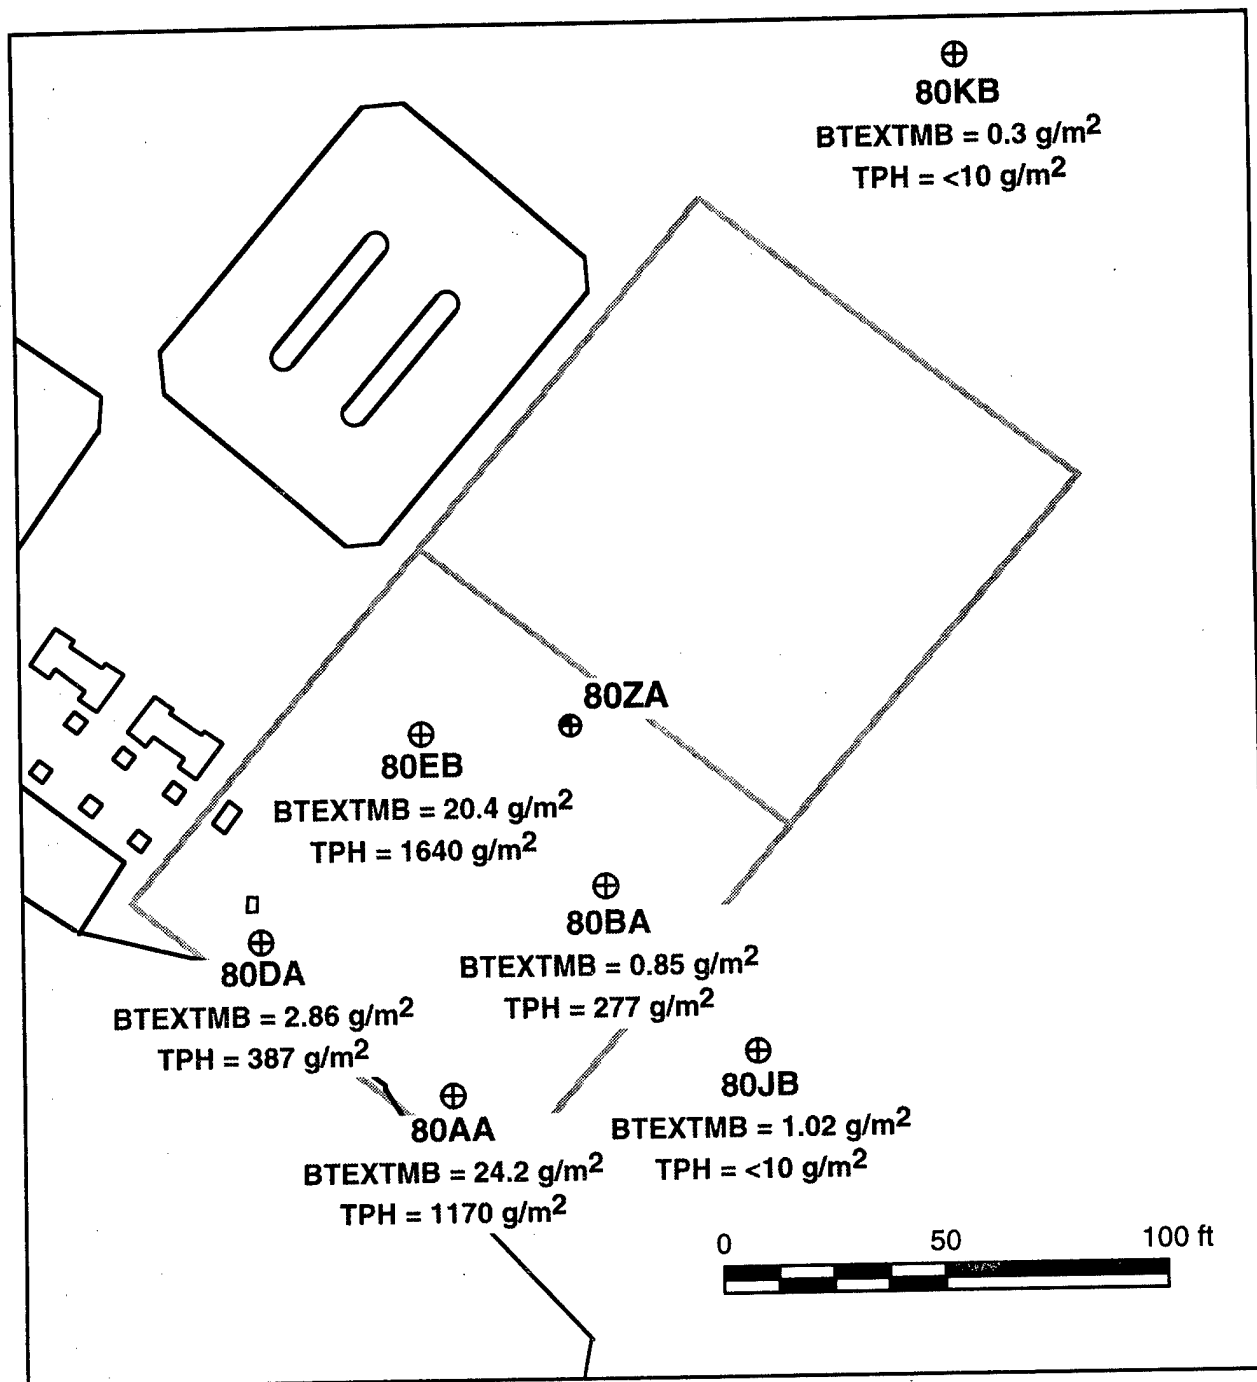 80KB
BTEXTMB = 0.3 g/m²
TPH = <10 g/m²
80ZA
80EB
BTEXTMB = 20.4 g/m²
TPH = 1640 g/m²
80BA
BTEXTMB = 0.85 g/m²
TPH = 277 g/m²
80DA
BTEXTMB = 2.86 g/m²
TPH = 387 g/m²
80JB
BTEXTMB = 1.02 g/m²
TPH = <10 g/m²
80AA
BTEXTMB = 24.2 g/m²
TPH = 1170 g/m²
0 50 100 ft